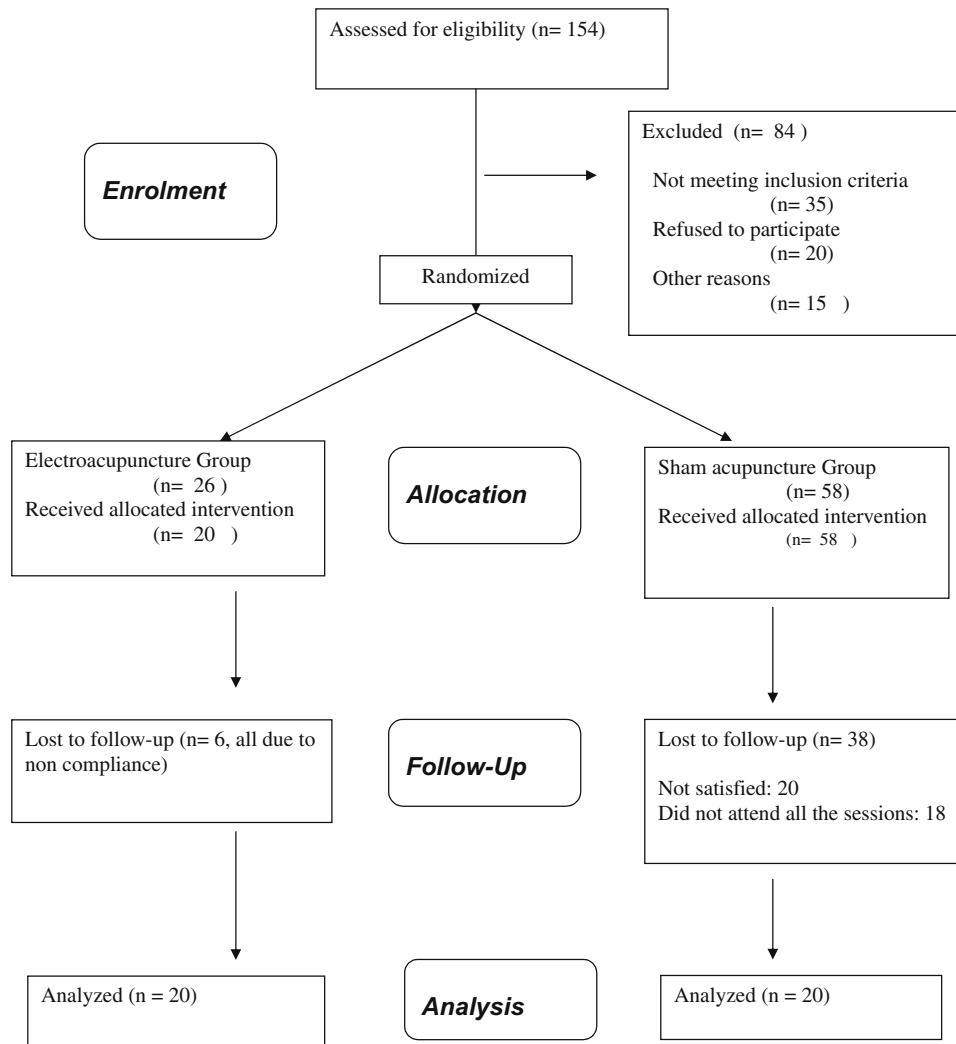 Assessed for eligibility (n= 154)
Excluded (n= 84 )
Not meeting inclusion criteria
(n= 35)
Refused to participate
(n= 20)
Other reasons
(n= 15 )
Enrolment
Randomized
Electroacupuncture Group
(n= 26 )
Received allocated intervention
(n= 20 )
Allocation
Sham acupuncture Group
(n= 58)
Received allocated intervention
(n= 58 )
Lost to follow-up (n= 6, all due to
non compliance)
Follow-Up
Lost to follow-up (n= 38)
Not satisfied: 20
Did not attend all the sessions: 18
Analyzed (n = 20)
Analysis
Analyzed (n = 20)